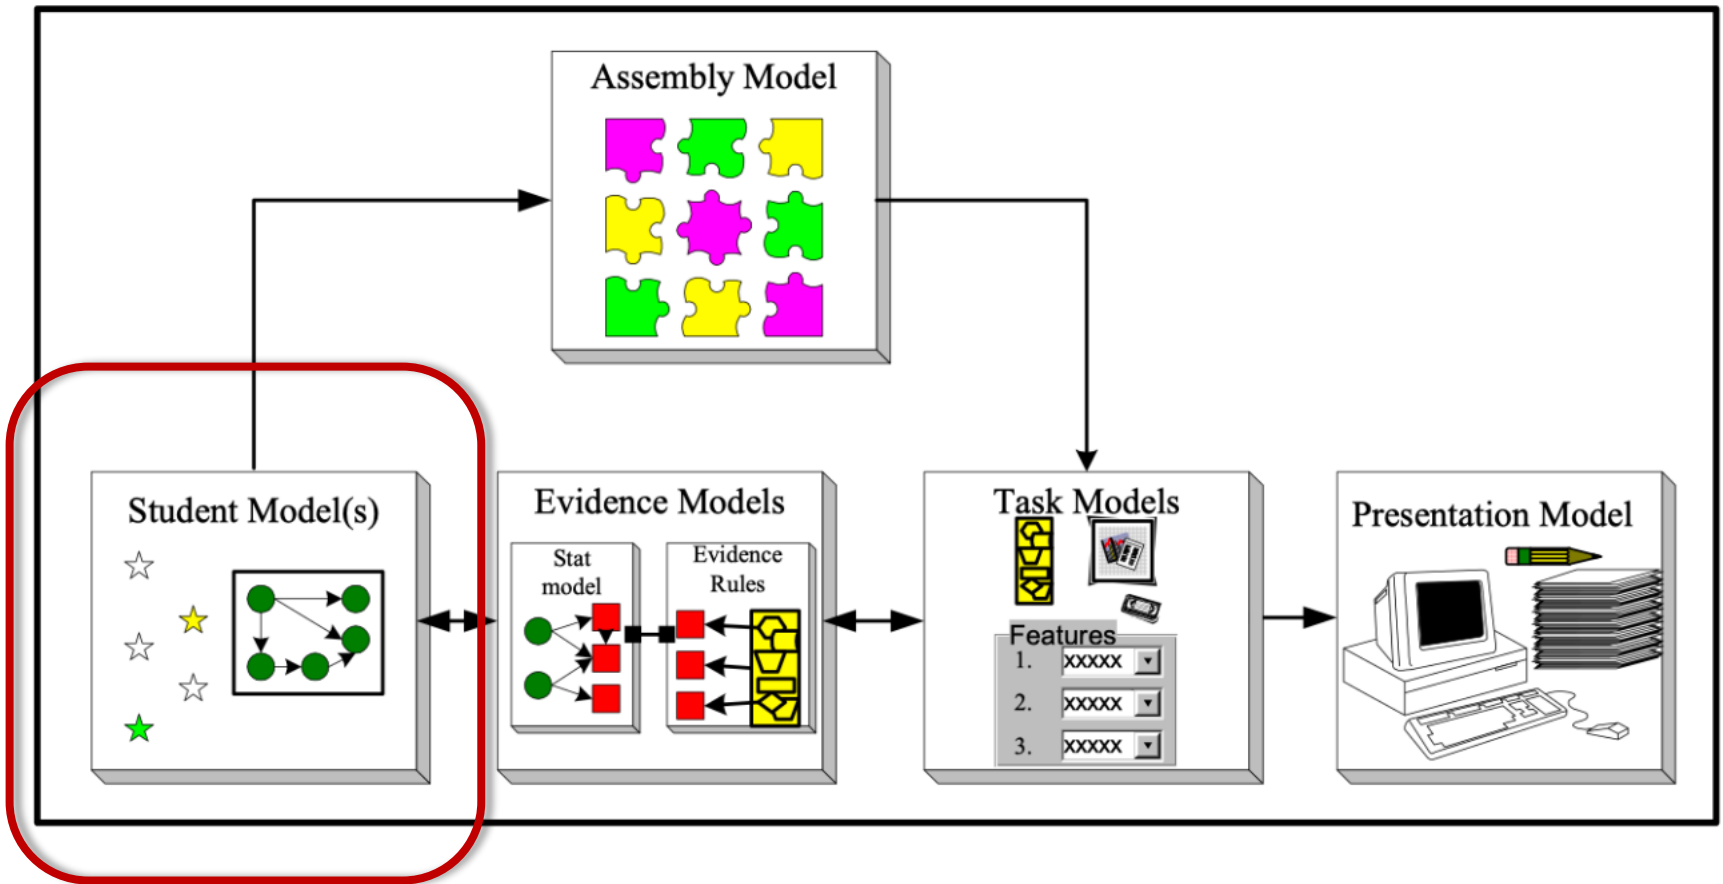 Assembly Model
Student Model(s)
Evidence Models
Stat
model
Evidence
Rules
Task Models
Features
1. xxxxx
2. xxxxx
3. xxxxx
Presentation Model